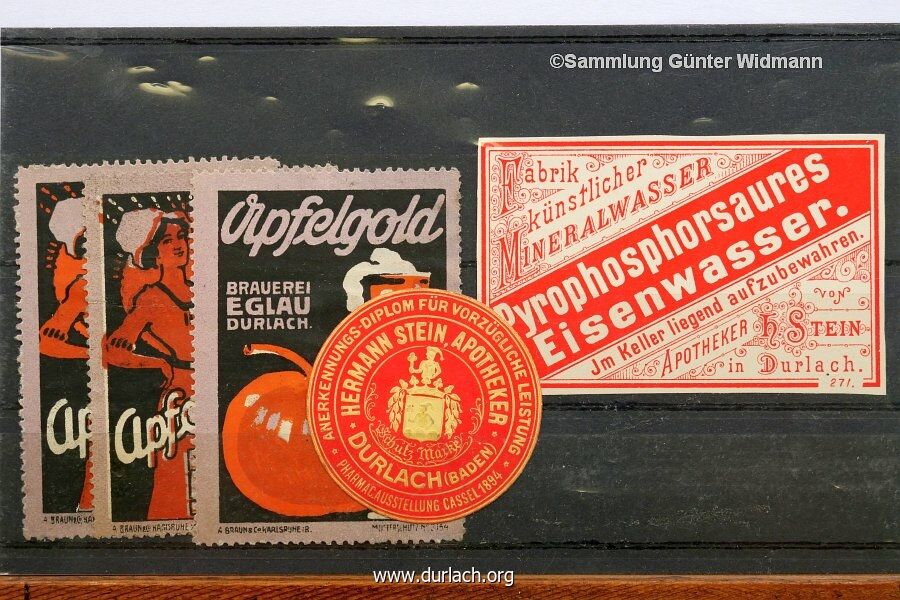 ©Sammlung Günter Widmann
Apfelgold
BRAUEREI
EGLAU
DURLACH.
A BRAUN & Co KARLSRUHE i.B.
MUSTERSCHUTZ
ANERKENNUNGS-DIPLOM FÜR VORZÜGLICHE LEISTUNG
PHARMACAUSSTELLUNG CASSEL 1894
HERMANN STEIN, APOTHEKER
Schutz Marke
DURLACH (BADEN)
Fabrik
künstlicher
MINERALWASSER
Pyrophosphorsaures
Eisenwasser.
Jm Keller liegend aufzubewahren.
VON
APOTHEKER H. STEIN
in Durlach.
271.
www.durlach.org